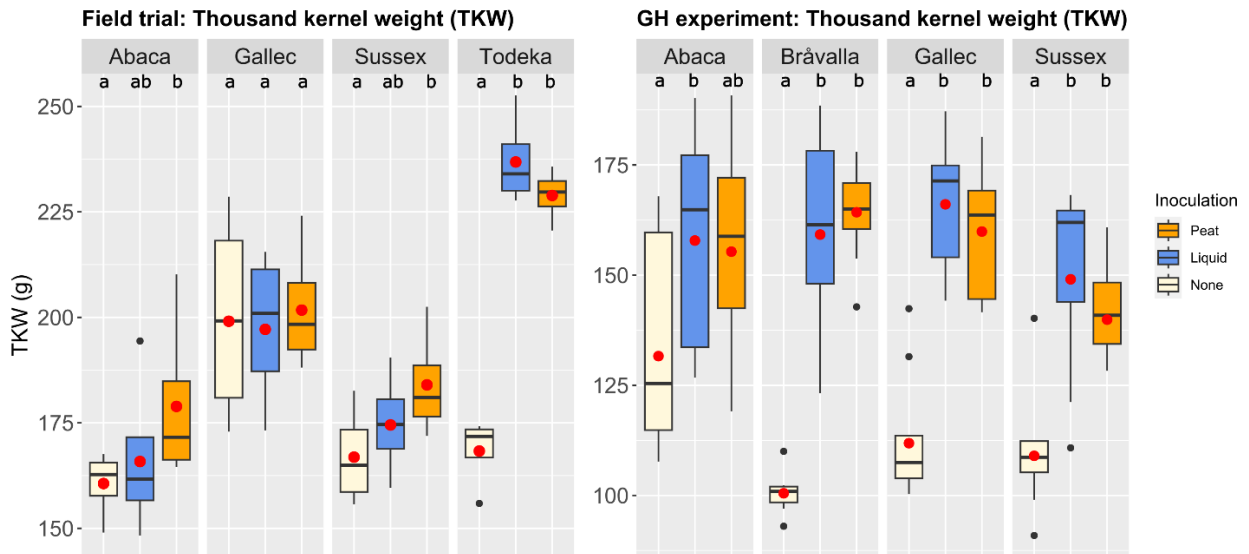 Field trial: Thousand kernel weight (TKW)
Abaca Gallec Sussex Todeka
a ab b a a a a ab b a b b
250
225
200
175
150
TKW (g)
GH experiment: Thousand kernel weight (TKW)
Abaca Bråvalla Gallec Sussex
a b ab a b b a b b a b b
175
150
125
100
Inoculation
Peat
Liquid
None